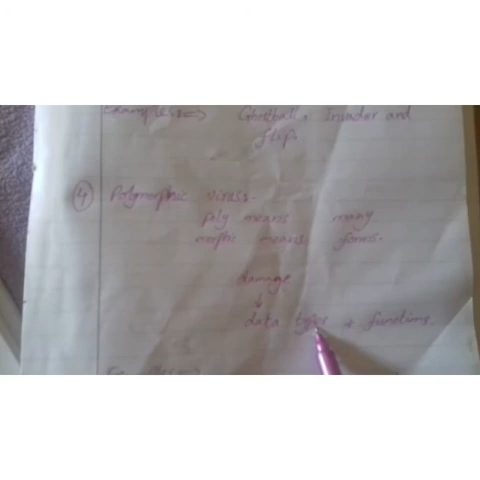 Examples => Ghostball, Invader and
flip.
④ Polymorphic virus.
poly means many
morphic means forms.
damage
↓
data types + functions